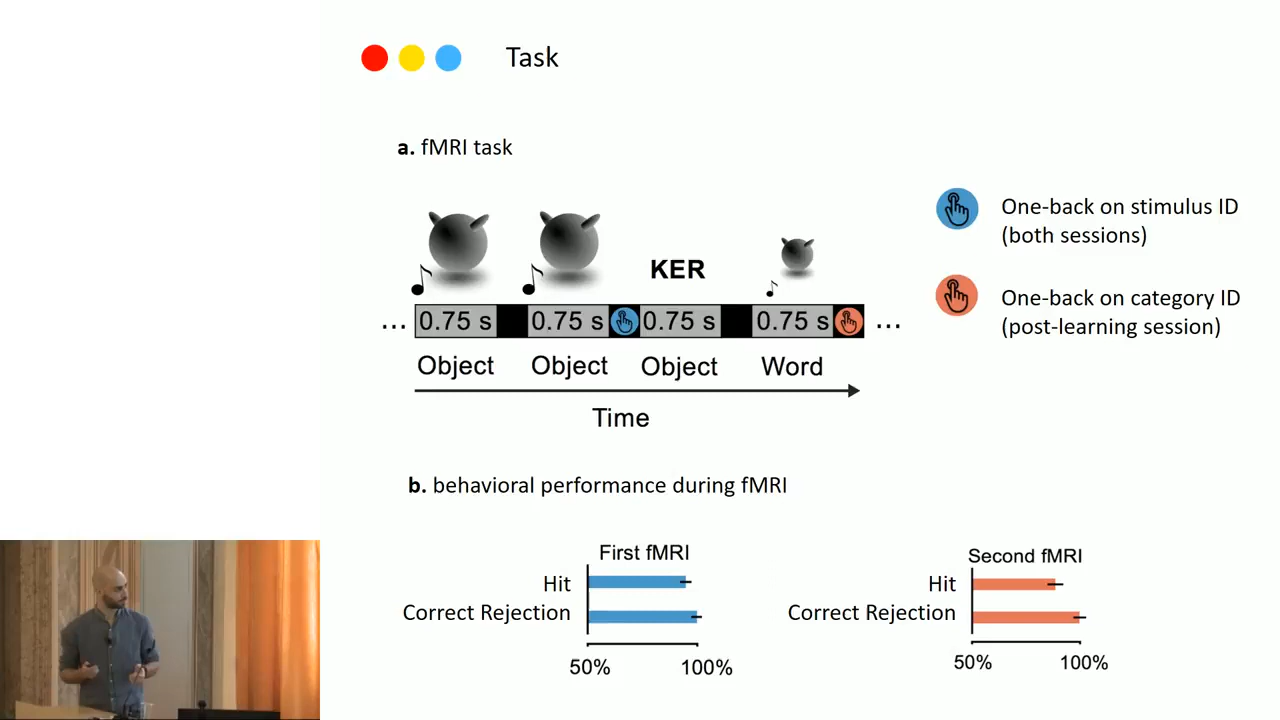 Task
a. fMRI task
KER
... 0.75 s 0.75 s 0.75 s 0.75 s ...
Object Object Object Word
Time
One-back on stimulus ID
(both sessions)
One-back on category ID
(post-learning session)
b. behavioral performance during fMRI
First fMRI
Hit
Correct Rejection
50% 100%
Second fMRI
Hit
Correct Rejection
50% 100%